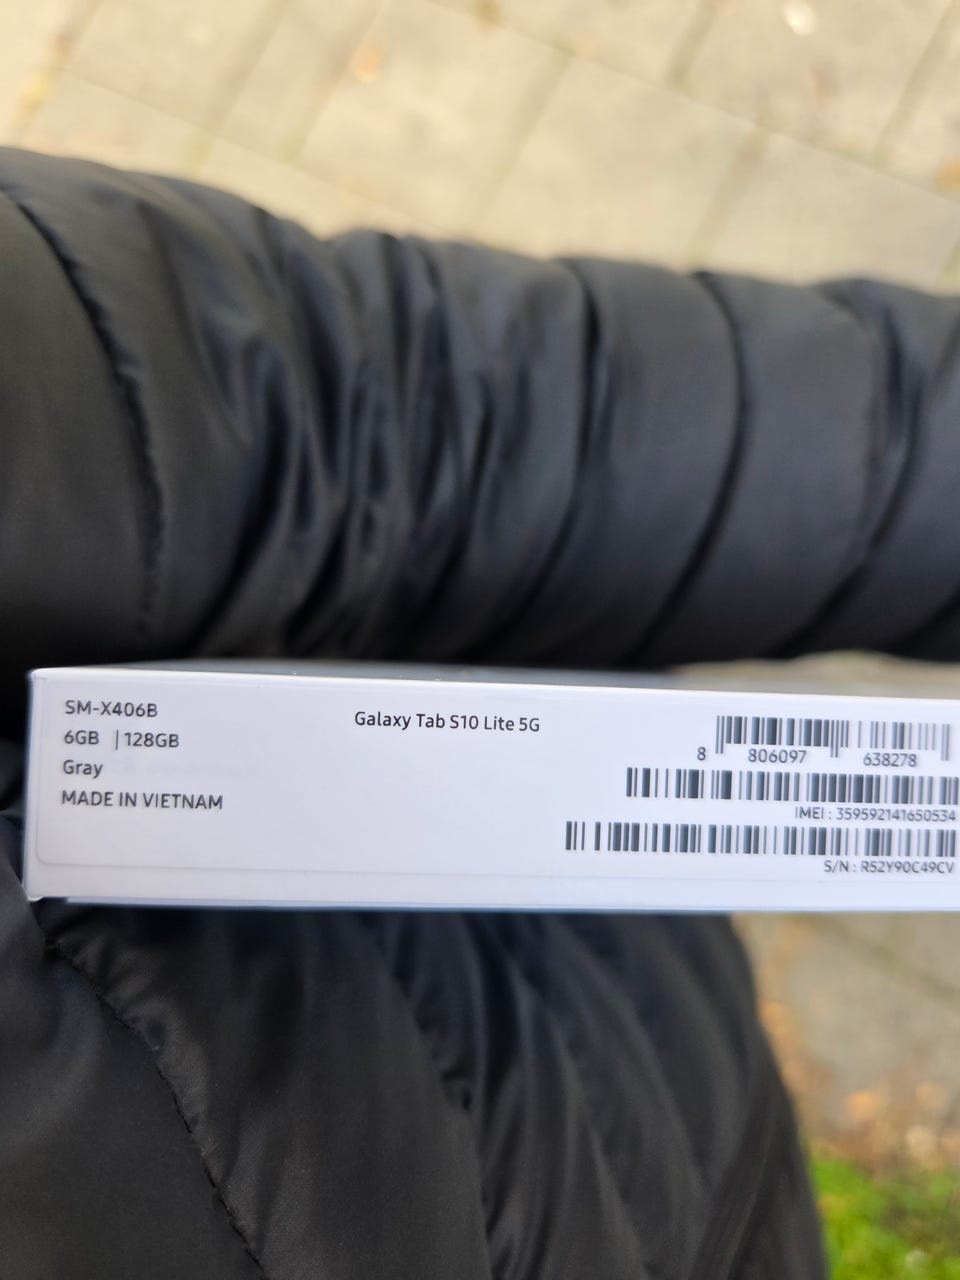 SM-X406B
6GB | 128GB
Gray
MADE IN VIETNAM
Galaxy Tab S10 Lite 5G
8 806097 638278
IMEI : 359592141650534
S/N : R52Y90C49CV